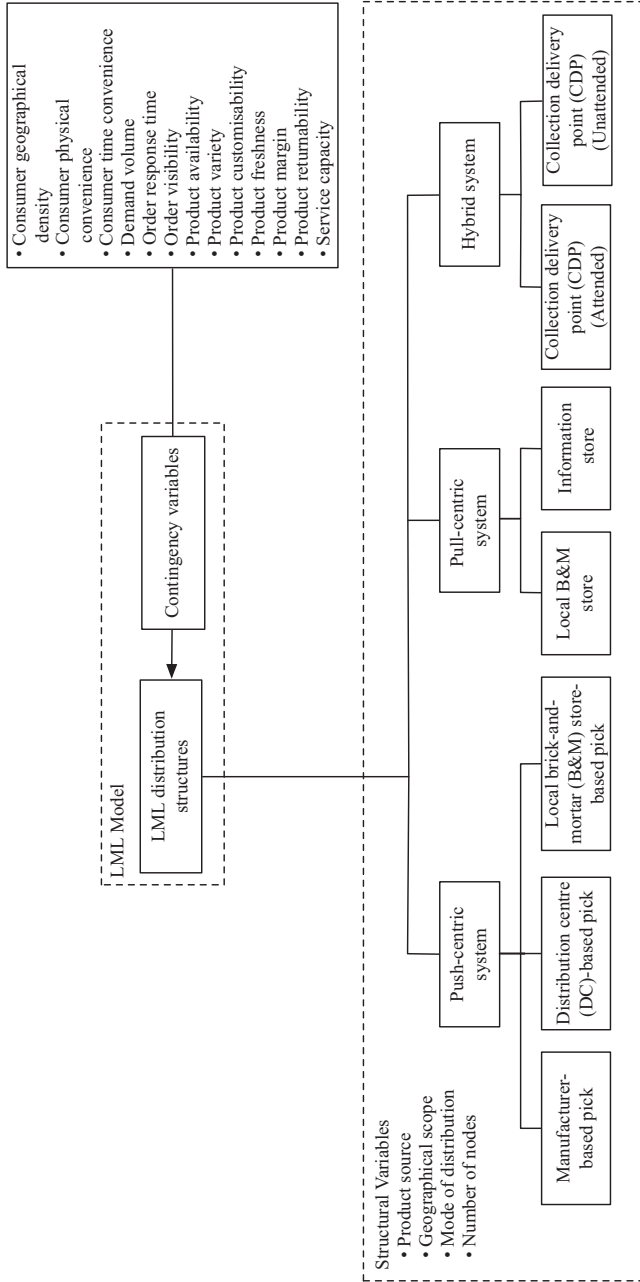 LML Model
LML distribution
structures
Contingency variables
• Consumer geographical
density
• Consumer physical
convenience
• Consumer time convenience
• Demand volume
• Order response time
• Order visibility
• Product availability
• Product variety
• Product customisability
• Product freshness
• Product margin
• Product returnability
• Service capacity
Structural Variables
• Product source
• Geographical scope
• Mode of distribution
• Number of nodes
Push-centric
system
Pull-centric
system
Hybrid system
Manufacturer-
based pick
Distribution centre
(DC)-based pick
Local brick-and-
mortar (B&M) store-
based pick
Local B&M
store
Information
store
Collection delivery
point (CDP)
(Attended)
Collection delivery
point (CDP)
(Unattended)